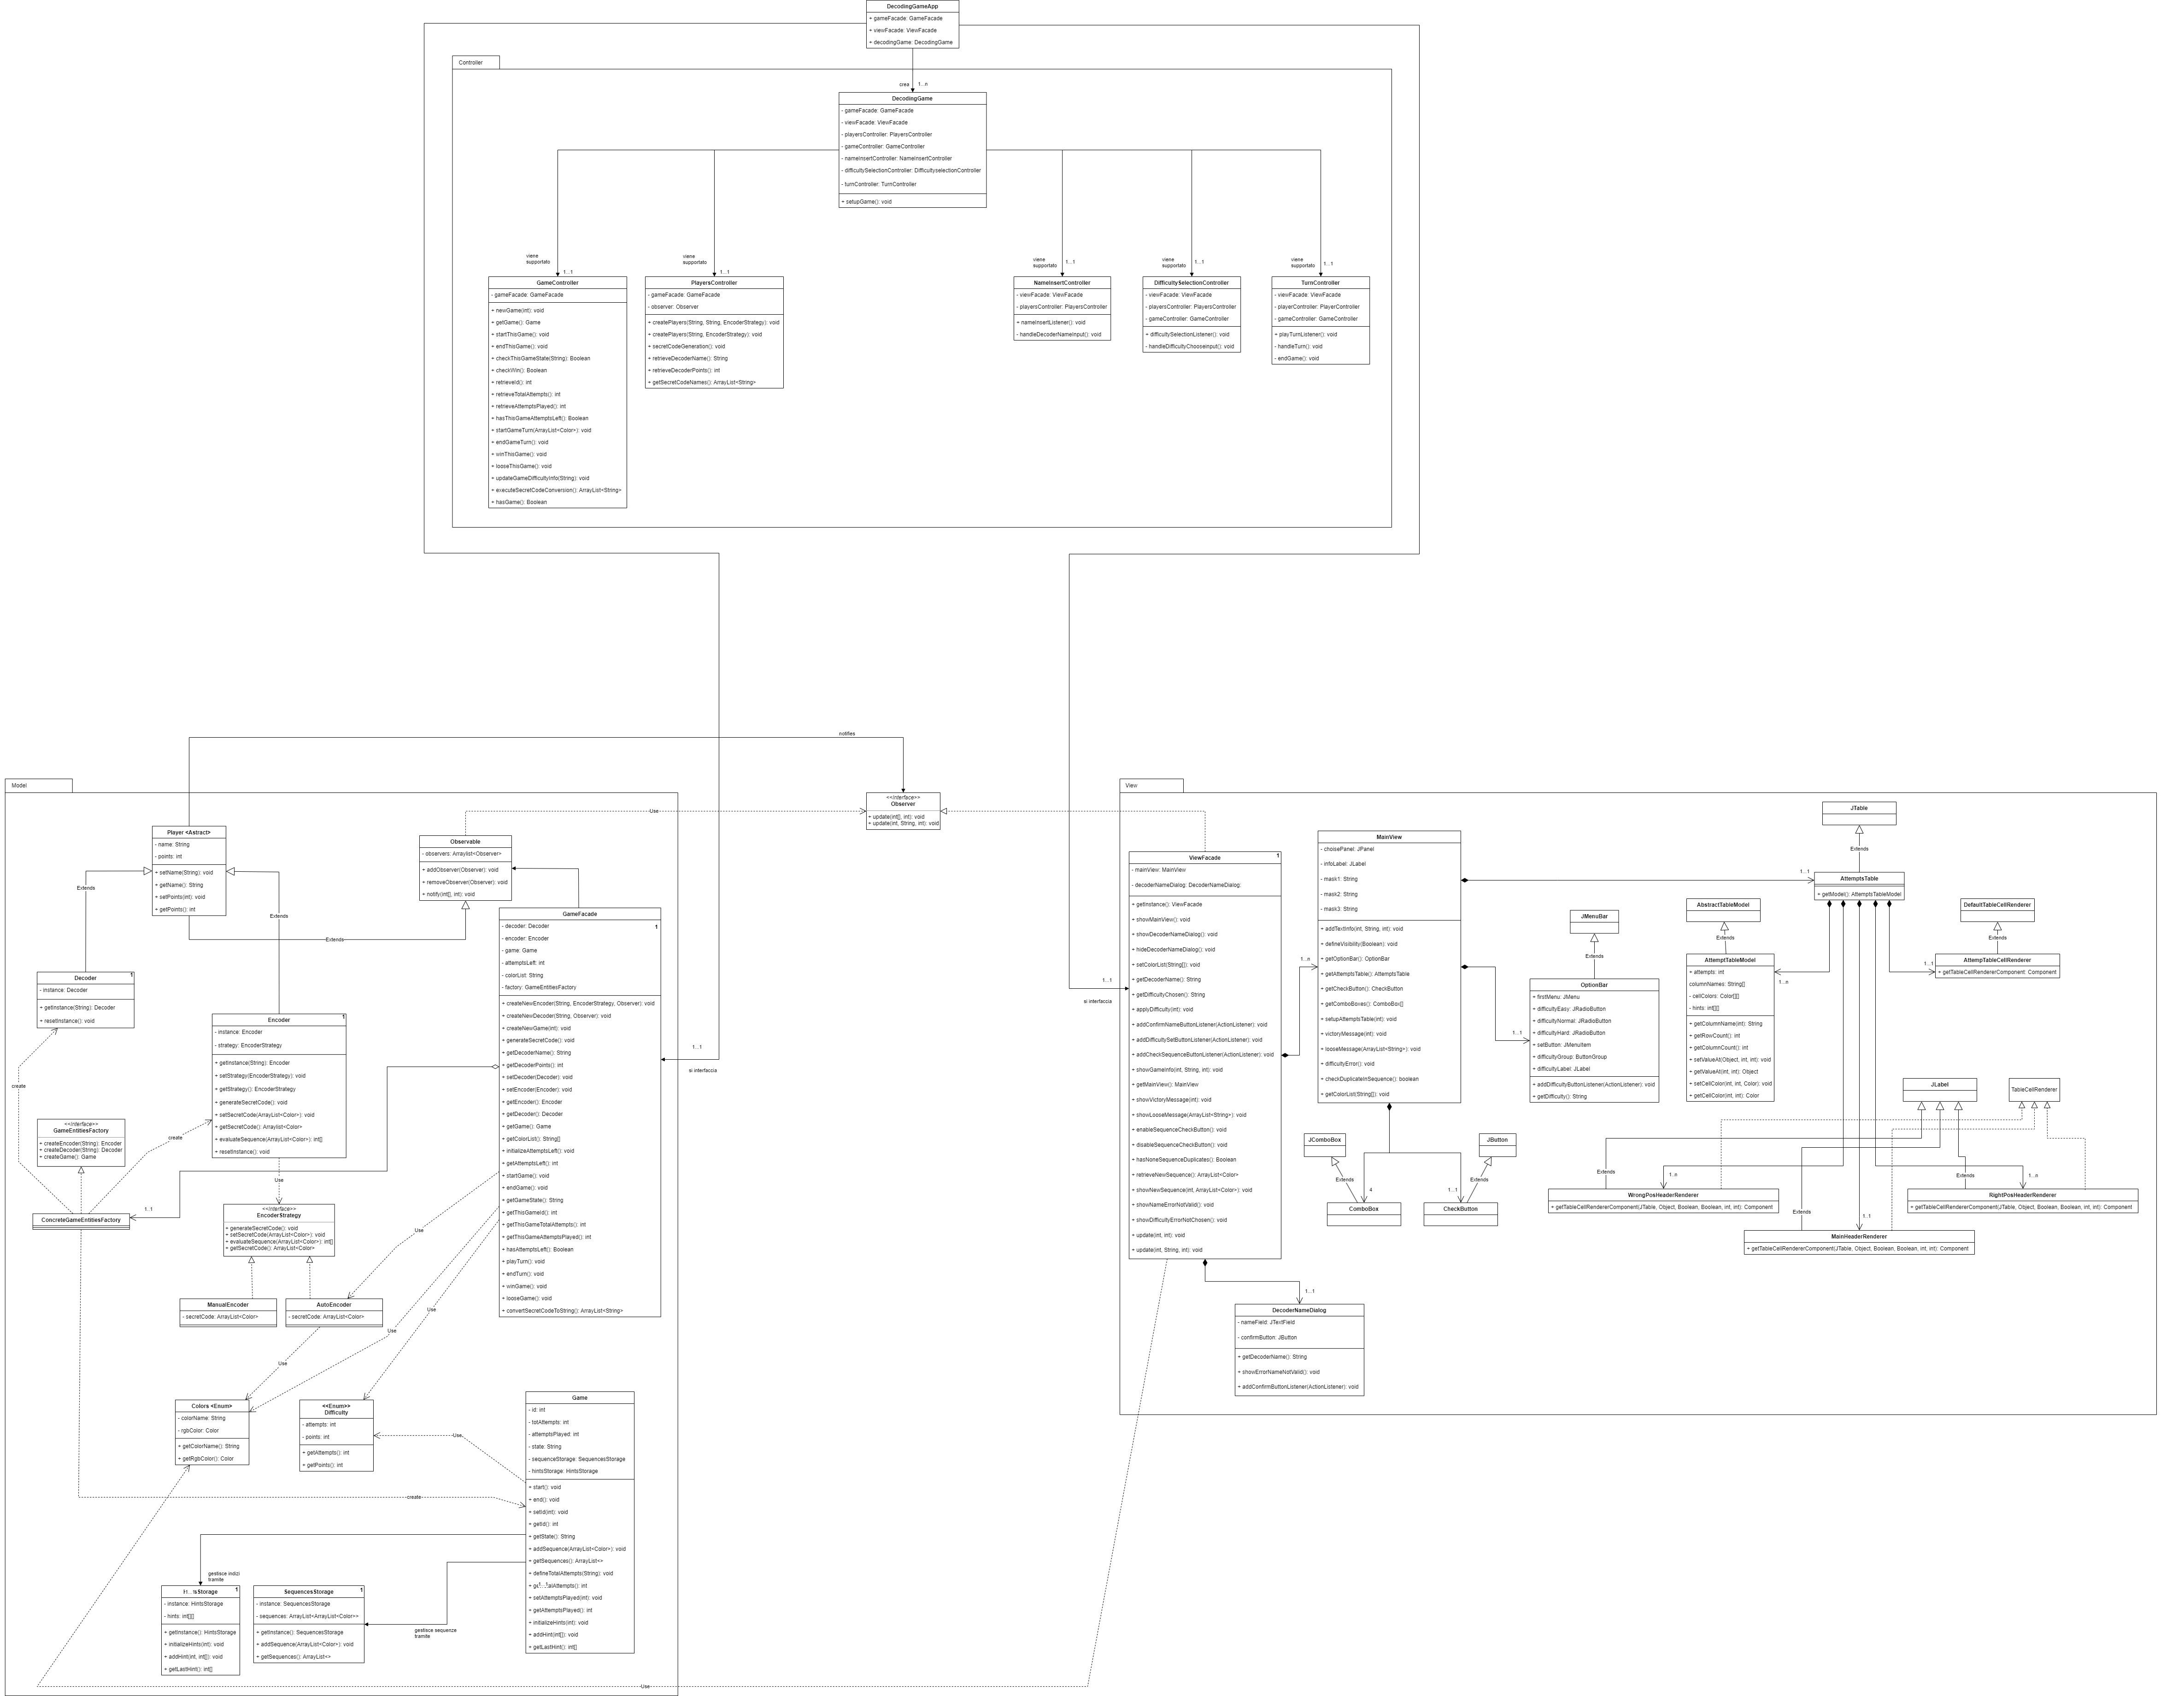 DecodingGameApp
+ gameFacade: GameFacade
+ viewFacade: ViewFacade
+ decodingGame: DecodingGame
Controller
crea
1...n
DecodingGame
- gameFacade: GameFacade
- viewFacade: ViewFacade
- playersController: PlayersController
- gameController: GameController
- nameInsertController: NameInsertController
- difficultySelectionController: DifficultyselectionController
- turnController: TurnController
+ setupGame(): void
viene
supportato
1...1
viene
supportato
1...1
viene
supportato
1...1
viene
supportato
1...1
viene
supportato
1...1
GameController
- gameFacade: GameFacade
+ newGame(int): void
+ getGame(): Game
+ startThisGame(): void
+ endThisGame(): void
+ checkThisGameState(String): Boolean
+ checkWin(): Boolean
+ retrieveId(): int
+ retrieveTotalAttempts(): int
+ retrieveAttemptsPlayed(): int
+ hasThisGameAttemptsLeft(): Boolean
+ startGameTurn(ArrayList<Color>): void
+ endGameTurn(): void
+ winThisGame(): void
+ looseThisGame(): void
+ updateGameDifficultyInfo(String): void
+ executeSecretCodeConversion(): ArrayList<String>
+ hasGame(): Boolean
PlayersController
- gameFacade: GameFacade
- observer: Observer
+ createPlayers(String, String, EncoderStrategy): void
+ createPlayers(String, EncoderStrategy): void
+ secretCodeGeneration(): void
+ retrieveDecoderName(): String
+ retrieveDecoderPoints(): int
+ getSecretCodeNames(): ArrayList<String>
NameInsertController
- viewFacade: ViewFacade
- playersController: PlayersController
+ nameInsertListener(): void
- handleDecoderNameInput(): void
DifficultySelectionController
- viewFacade: ViewFacade
- playersController: PlayersController
- gameController: GameController
+ difficultySelectionListener(): void
- handleDifficultyChooseInput(): void
TurnController
- viewFacade: ViewFacade
- playerController: PlayerController
- gameController: GameController
+ playTurnListener(): void
- handleTurn(): void
- endGame(): void
notifies
Model
Player <Astract>
- name: String
- points: int
+ setName(String): void
+ getName(): String
+ setPoints(int): void
+ getPoints(): int
Extends
Extends
Extends
Use
<<Interface>>
Observer
+ update(int[], int): void
+ update(int, String, int): void
Observable
- observers: Arraylist<Observer>
+ addObserver(Observer): void
+ removeObserver(Observer): void
+ notify(int[], int): void
Decoder
1
- instance: Decoder
+ getInstance(String): Decoder
+ resetInstance(): void
Encoder
1
- instance: Encoder
- strategy: EncoderStrategy
+ getInstance(String): Encoder
+ setStrategy(EncoderStrategy): void
+ getStrategy(): EncoderStrategy
+ generateSecretCode(): void
+ setSecretCode(ArrayList<Color>): void
+ getSecretCode(): Arraylist<Color>
+ evaluateSequence(ArrayList<Color>): int[]
+ resetInstance(): void
GameFacade
1
- decoder: Decoder
- encoder: Encoder
- game: Game
- attemptsLeft: int
- colorList: String
- factory: GameEntitiesFactory
+ createNewEncoder(String, EncoderStrategy, Observer): void
+ createNewDecoder(String, Observer): void
+ createNewGame(int): void
+ generateSecretCode(): void
+ getDecoderName(): String
+ getDecoderPoints(): int
+ setDecoder(Decoder): void
+ setEncoder(Encoder): void
+ getEncoder(): Encoder
+ getDecoder(): Decoder
+ getGame(): Game
+ getColorList(): String[]
+ initializeAttemptsLeft(): void
+ getAttemptsLeft(): int
+ startGame(): void
+ endGame(): void
+ getGameState(): String
+ getThisGameId(): int
+ getThisGameTotalAttempts(): int
+ getThisGameAttemptsPlayed(): int
+ hasAttemptsLeft(): Boolean
+ playTurn(): void
+ endTurn(): void
+ winGame(): void
+ looseGame(): void
+ convertSecretCodeToString(): ArrayList<String>
1...1
si interfaccia
create
create
<<Interface>>
GameEntitiesFactory
+ createEncoder(String): Encoder
+ createDecoder(String): Decoder
+ createGame(): Game
ConcreteGameEntitiesFactory
1...1
Use
<<Interface>>
EncoderStrategy
+ generateSecretCode(): void
+ setSecretCode(ArrayList<Color>): void
+ evaluateSequence(ArrayList<Color>): int[]
+ getSecretCode(): ArrayList<Color>
ManualEncoder
- secretCode: ArrayList<Color>
AutoEncoder
- secretCode: ArrayList<Color>
Use
Use
Use
Use
Colors <Enum>
- colorName: String
- rgbColor: Color
+ getColorName(): String
+ getRgbColor(): Color
<<Enum>>
Difficulty
- attempts: int
- points: int
+ getAttempts(): int
+ getPoints(): int
Use
create
Game
- id: int
- totAttempts: int
- attemptsPlayed: int
- state: String
- sequenceStorage: SequencesStorage
- hintsStorage: HintsStorage
+ start(): void
+ end(): void
+ setId(int): void
+ getId(): int
+ getState(): String
+ addSequence(ArrayList<Color>): void
+ getSequences(): ArrayList<>
+ defineTotalAttempts(String): void
1...1
+ setAttemptsPlayed(int): void
+ getAttemptsPlayed(): int
+ initializeHints(int): void
+ addHint(int[]): void
+ getLastHint(): int[]
gestisce indizi
tramite
1
- instance: HintsStorage
- hints: int[][]
+ getInstance(): HintsStorage
+ initializeHints(int): void
+ addHint(int, int[]): void
+ getLastHint(): int[]
SequencesStorage
1
- instance: SequencesStorage
- sequences: ArrayList<ArrayList<Color>>
+ getInstance(): SequencesStorage
+ addSequence(ArrayList<Color>): void
+ getSequences(): ArrayList<>
gestisce sequenze
tramite
Use
View
1...1
si interfaccia
ViewFacade
1
- mainView: MainView
- decoderNameDialog: DecoderNameDialog:
+ getInstance(): ViewFacade
+ showMainView(): void
+ showDecoderNameDialog(): void
+ hideDecoderNameDialog(): void
+ setColorList(String[]): void
+ getDecoderName(): String
+ getDifficultyChosen(): String
+ applyDifficulty(int): void
+ addConfirmNameButtonListener(ActionListener): void
+ addDifficultySetButtonListener(ActionListener): void
+ addCheckSequenceButtonListener(ActionListener): void
+ showGameInfo(int, String, int): void
+ getMainView(): MainView
+ showVictoryMessage(int): void
+ showLooseMessage(ArrayList<String>): void
+ enableSequenceCheckButton(): void
+ disableSequenceCheckButton(): void
+ hasNoneSequenceDuplicates(): Boolean
+ retrieveNewSequence(): ArrayList<Color>
+ showNewSequence(int, ArrayList<Color>): void
+ showNameErrorNotValid(): void
+ showDifficultyErrorNotChosen(): void
+ update(int, int): void
+ update(int, String, int): void
1...n
MainView
- choisePanel: JPanel
- infoLabel: JLabel
- mask1: String
- mask2: String
- mask3: String
+ addTextInfo(int, String, int): void
+ defineVisibility(Boolean): void
+ getOptionBar(): OptionBar
+ getAttemptsTable(): AttemptsTable
+ getCheckButton(): CheckButton
+ getComboBoxes(): ComboBox[]
+ setupAttemptsTable(int): void
+ victoryMessage(int): void
+ looseMessage(ArrayList<String>): void
+ difficultyError(): void
+ checkDuplicateInSequence(): boolean
+ getColorList(String[]): void
JComboBox
JButton
Extends
Extends
4
1...1
ComboBox
CheckButton
1...1
DecoderNameDialog
- nameField: JTextField
- confirmButton: JButton
+ getDecoderName(): String
+ showErrorNameNotValid(): void
+ addConfirmButtonListener(ActionListener): void
JMenuBar
Extends
1...1
OptionBar
+ firstMenu: JMenu
+ difficultyEasy: JRadioButton
+ difficultyNormal: JRadioButton
+ difficultyHard: JRadioButton
+ setButton: JMenuItem
+ difficultyGroup: ButtonGroup
+ difficultyLabel: JLabel
+ addDifficultyButtonListener(ActionListener): void
+ getDifficulty(): String
JTable
Extends
1...1
AttemptsTable
+ getModel(): AttemptsTableModel
AbstractTableModel
Extends
AttemptTableModel
+ attempts: int
columnNames: String[]
- cellColors: Color[][]
- hints: int[][]
+ getColumnName(int): String
+ getRowCount(): int
+ getColumnCount(): int
+ setValueAt(Object, int, int): void
+ getValueAt(int, int): Object
+ setCellColor(int, int, Color): void
+ getCellColor(int, int): Color
1...n
DefaultTableCellRenderer
Extends
1...1
AttempTableCellRenderer
+ getTableCellRendererComponent: Component
JLabel
TableCellRenderer
Extends
1...n
Extends
1...n
WrongPosHeaderRenderer
+ getTableCellRendererComponent(JTable, Object, Boolean, Boolean, int, int): Component
RightPosHeaderRenderer
+ getTableCellRendererComponent(JTable, Object, Boolean, Boolean, int, int): Component
Extends
1...1
MainHeaderRenderer
+ getTableCellRendererComponent(JTable, Object, Boolean, Boolean, int, int): Component